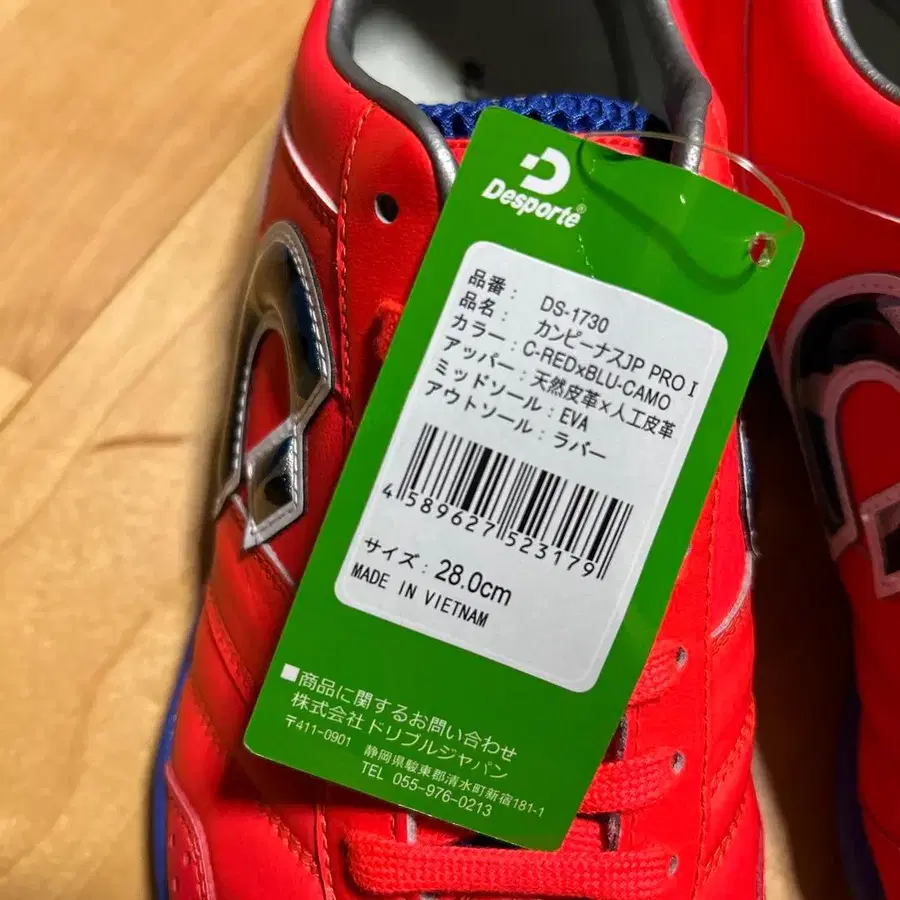 Desporte®
品番： DS-1730
品名： カンピーナスJP PRO I
カラー：C-REDxBLU-CAMO
アッパー：天然皮革x人工皮革
ミッドソール：EVA
アウトソール：ラバー
4 589627 523179
サイズ：28.0cm
MADE IN VIETNAM
■商品に関するお問い合わせ
株式会社ドリブルジャパン
〒411-0901 静岡県駿東郡清水町新宿181-1
TEL 055-976-0213